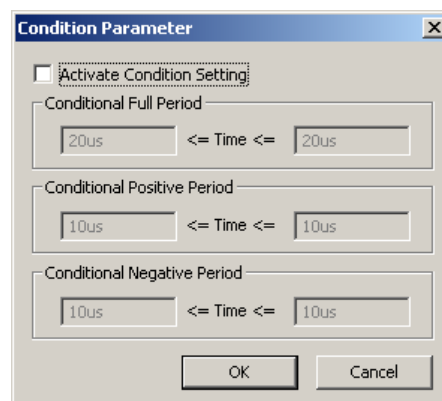 Condition Parameter
Activate Condition Setting
Conditional Full Period
20us <= Time <= 20us
Conditional Positive Period
10us <= Time <= 10us
Conditional Negative Period
10us <= Time <= 10us
OK Cancel